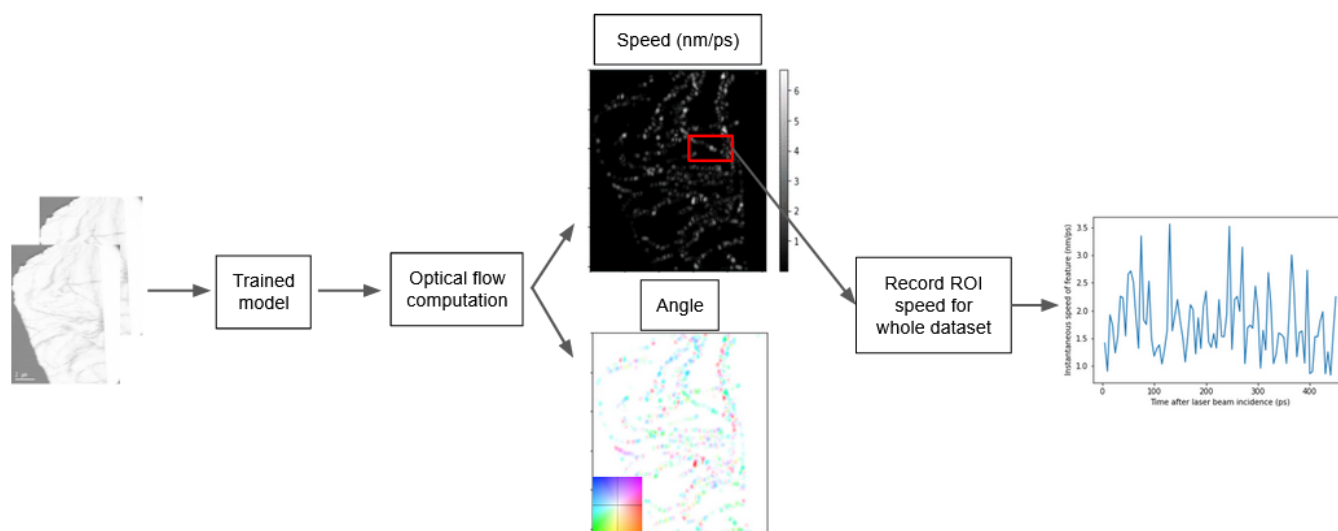 Speed (nm/ps)
6
5
4
3
2
1
Trained
model
Optical flow
computation
Angle
Record ROI
speed for
whole dataset
Instantaneous speed of feature (nm/ps)
3.5
3.0
2.5
2.0
1.5
1.0
0 100 200 300 400
Time after laser beam incidence (ps)